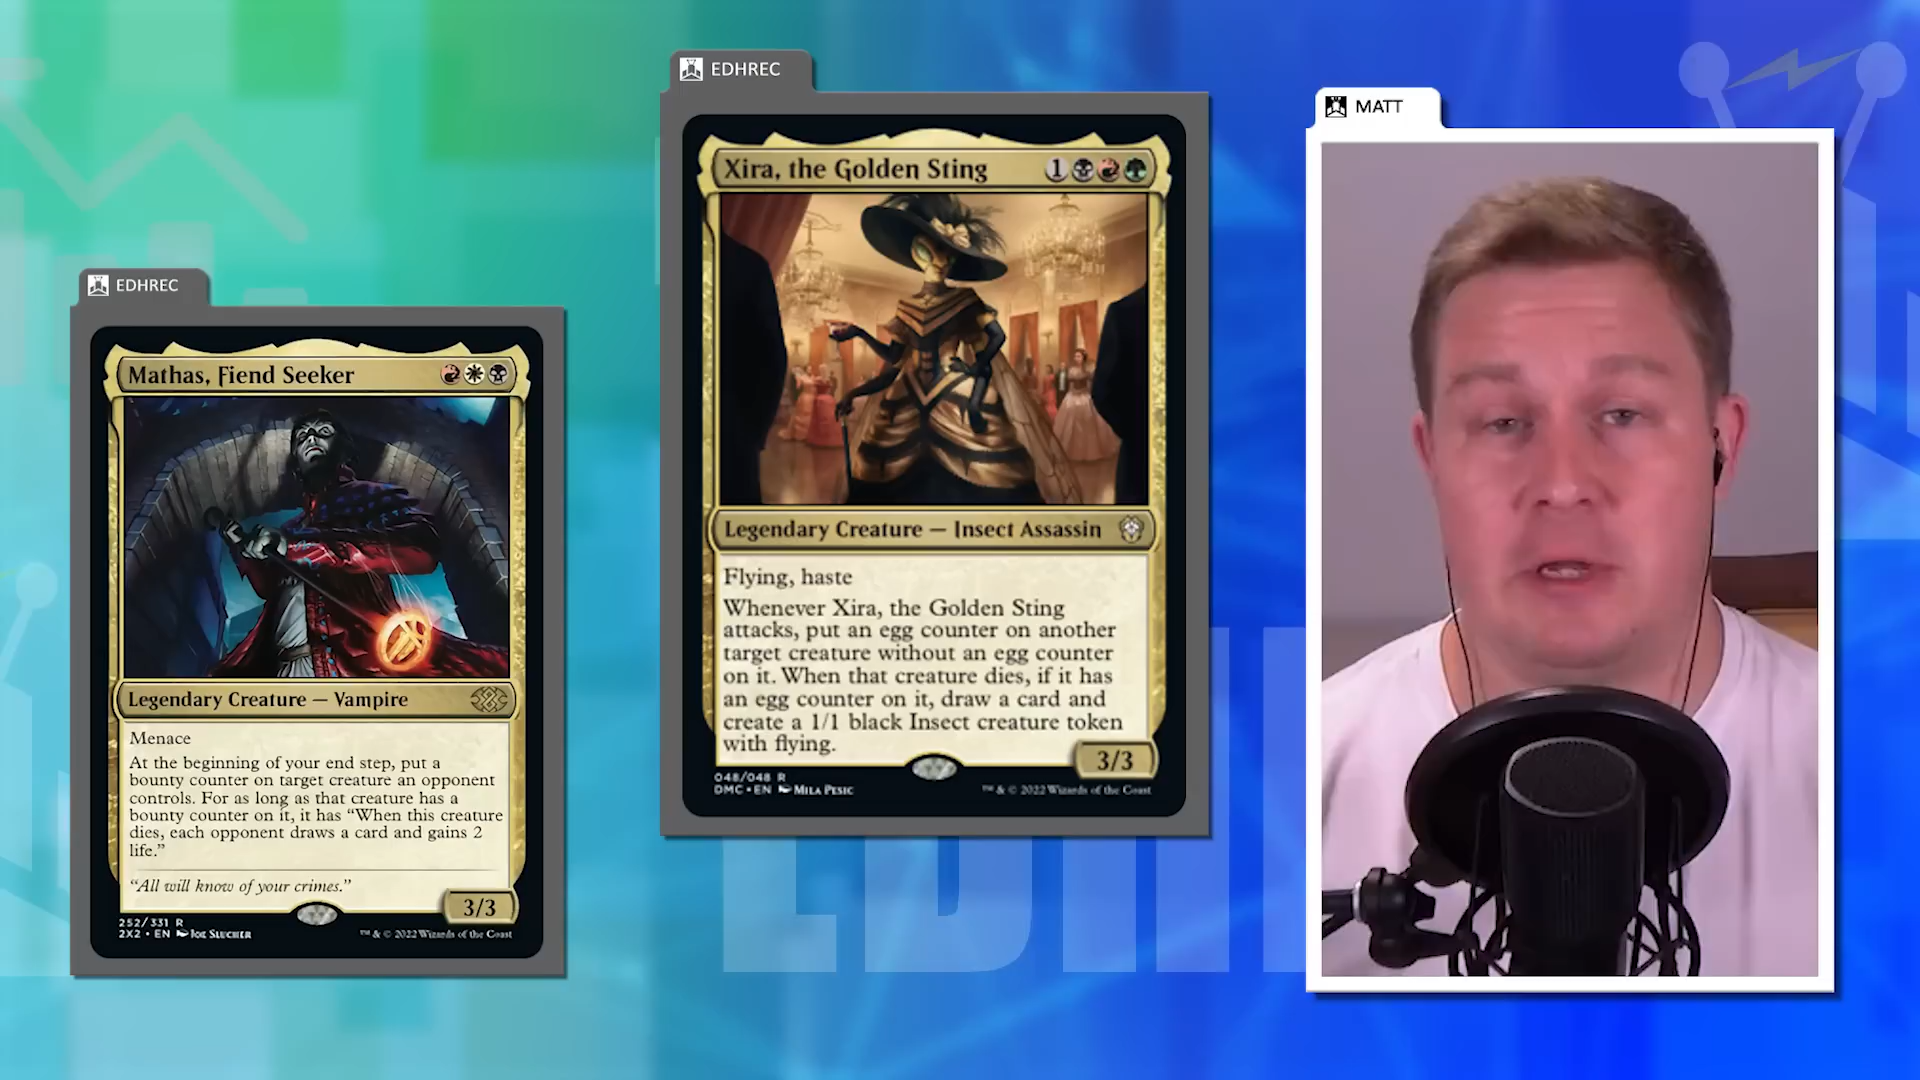 EDHREC
Mathas, Fiend Seeker
Legendary Creature — Vampire
Menace
At the beginning of your end step, put a
bounty counter on target creature an opponent
controls. For as long as that creature has a
bounty counter on it, it has “When this creature
dies, each opponent draws a card and gains 2
life.”
“All will know of your crimes.”
3/3
252/331 R
2X2 • EN Joe Slucher
™ & © 2022 Wizards of the Coast
EDHREC
Xira, the Golden Sting
1
Legendary Creature — Insect Assassin
Flying, haste
Whenever Xira, the Golden Sting
attacks, put an egg counter on another
target creature without an egg counter
on it. When that creature dies, if it has
an egg counter on it, draw a card and
create a 1/1 black Insect creature token
with flying.
3/3
048/048 R
DMC • EN Mila Pesic
™ & © 2022 Wizards of the Coast
MATT